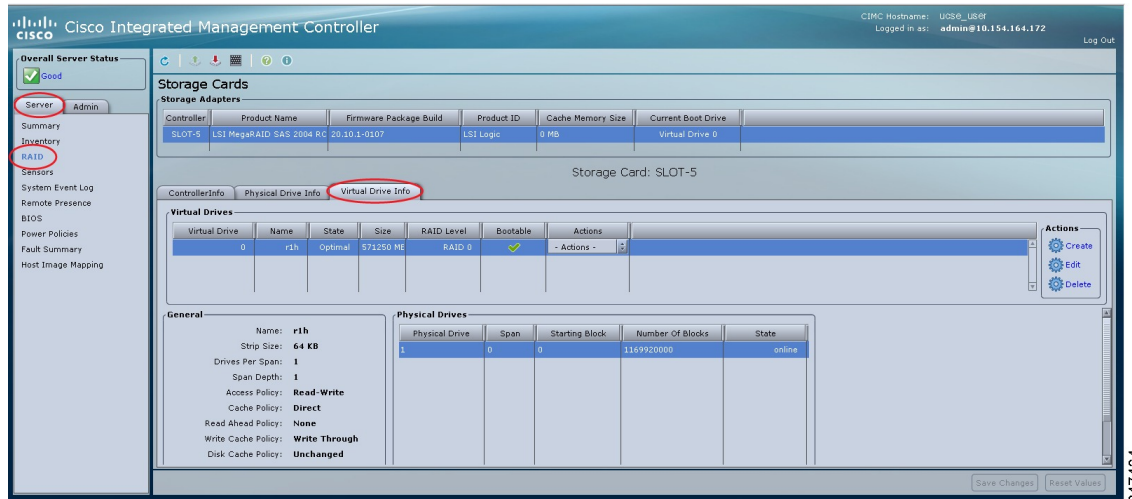 CISCO
Cisco Integrated Management Controller
CIMC Hostname: ucse_user
Logged in as: admin@10.154.164.172
Log Out
Overall Server Status
Good
Server Admin
Summary
Inventory
RAID
Sensors
System Event Log
Remote Presence
BIOS
Power Policies
Fault Summary
Host Image Mapping
Storage Cards
Storage Adapters
Controller Product Name Firmware Package Build Product ID Cache Memory Size Current Boot Drive
SLOT-5 LSI MegaRAID SAS 2004 RO 20.10.1-0107 LSI Logic 0 MB Virtual Drive 0
Storage Card: SLOT-5
ControllerInfo Physical Drive Info Virtual Drive Info
Virtual Drives
Virtual Drive Name State Size RAID Level Bootable Actions
0 r1h Optimal 571250 MB RAID 0 - Actions -
Actions
Create
Edit
Delete
General
Name: r1h
Strip Size: 64 KB
Drives Per Span: 1
Span Depth: 1
Access Policy: Read-Write
Cache Policy: Direct
Read Ahead Policy: None
Write Cache Policy: Write Through
Disk Cache Policy: Unchanged
Physical Drives
Physical Drive Span Starting Block Number Of Blocks State
1 0 0 1169920000 online
Save Changes Reset Values